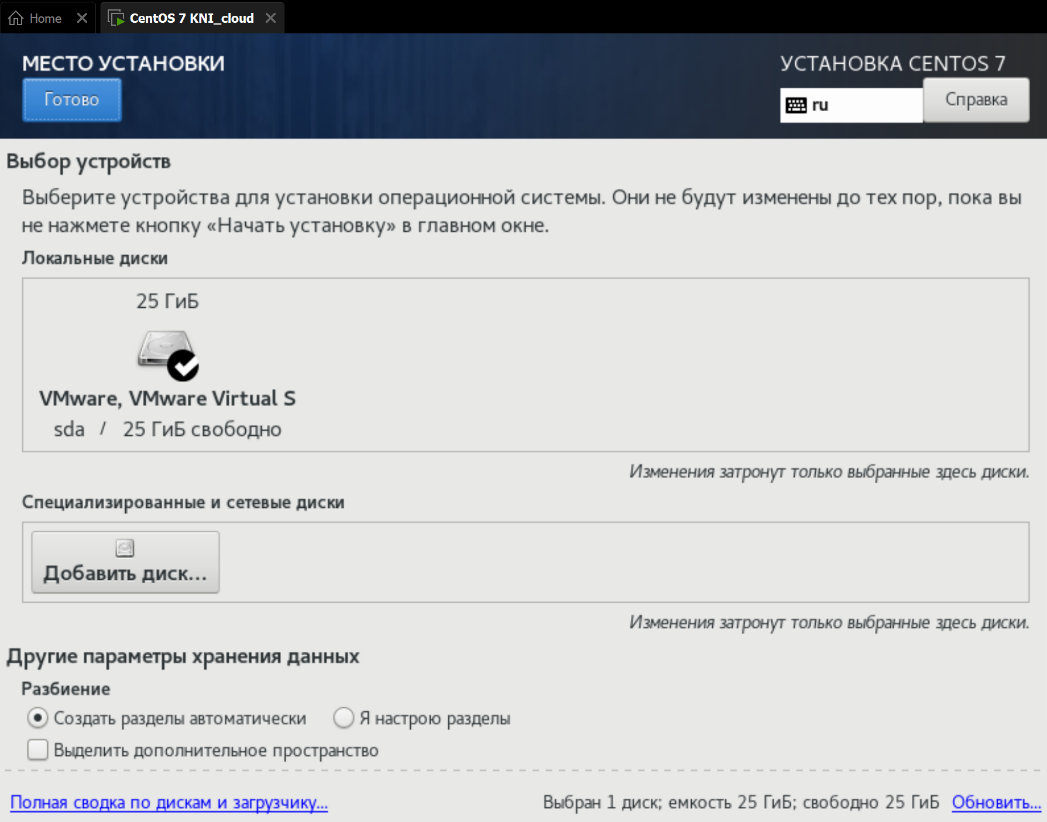 Home
CentOS 7 KNI_cloud
МЕСТО УСТАНОВКИ
УСТАНОВКА CENTOS 7
Готово
ru
Справка
Выбор устройств
Выберите устройства для установки операционной системы. Они не будут изменены до тех пор, пока вы
не нажмете кнопку «Начать установку» в главном окне.
Локальные диски
25 ГиБ
VMware, VMware Virtual S
sda / 25 ГиБ свободно
Изменения затронут только выбранные здесь диски.
Специализированные и сетевые диски
Добавить диск...
Изменения затронут только выбранные здесь диски.
Другие параметры хранения данных
Разбиение
Создать разделы автоматически Я настрою разделы
Выделить дополнительное пространство
Полная сводка по дискам и загрузчику... Выбран 1 диск; емкость 25 ГиБ; свободно 25 ГиБ Обновить...